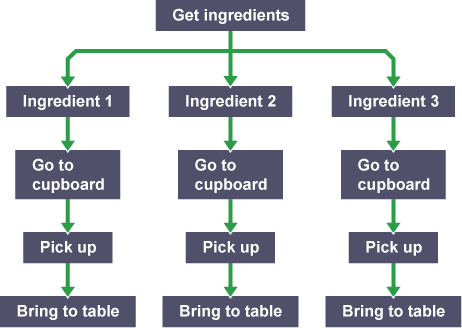 Get ingredients
Ingredient 1
Ingredient 2
Ingredient 3
Go to
cupboard
Go to
cupboard
Go to
cupboard
Pick up
Pick up
Pick up
Bring to table
Bring to table
Bring to table